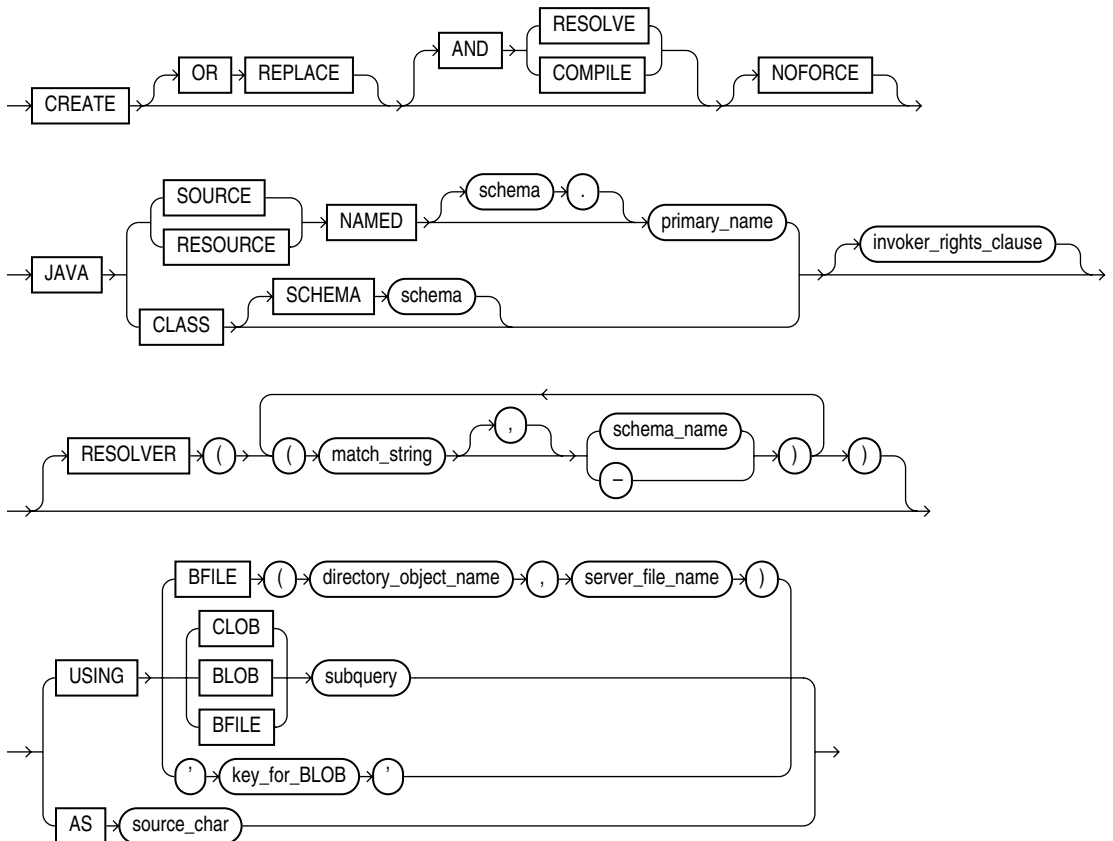 RESOLVE
AND
OR REPLACE COMPILE NOFORCE
CREATE
SOURCE schema .
NAMED primary_name
RESOURCE invoker_rights_clause
JAVA
SCHEMA schema
CLASS
, schema_name
RESOLVER ( ( match_string ) )
–
BFILE ( directory_object_name , server_file_name )
CLOB
USING BLOB subquery
BFILE
' key_for_BLOB '
AS source_char